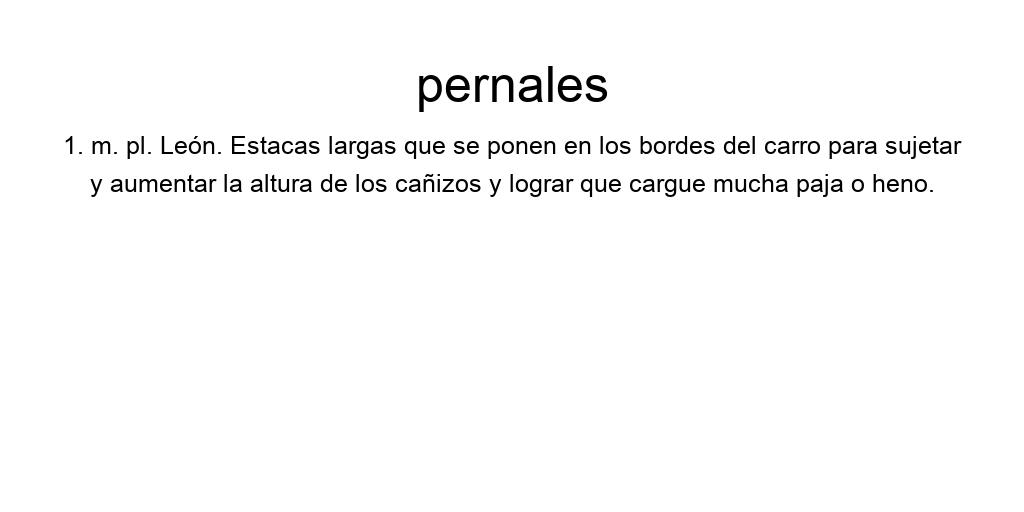 pernales
1. m. pl. León. Estacas largas que se ponen en los bordes del carro para sujetar
y aumentar la altura de los cañizos y lograr que cargue mucha paja o heno.